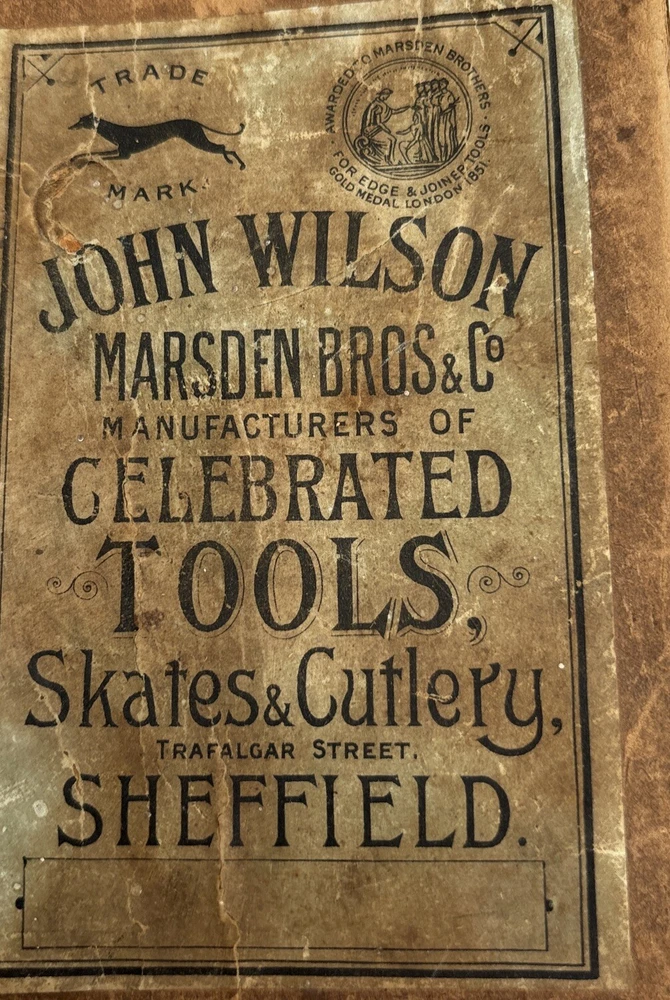 TRADE
MARK.
AWARDED TO MARSDEN BROTHERS
FOR EDGE & JOINER TOOLS
GOLD MEDAL LONDON 1851.
JOHN WILSON
MARSDEN BROS & Co
MANUFACTURERS OF
CELEBRATED
TOOLS,
Skates & Cutlery,
TRAFALGAR STREET,
SHEFFIELD.